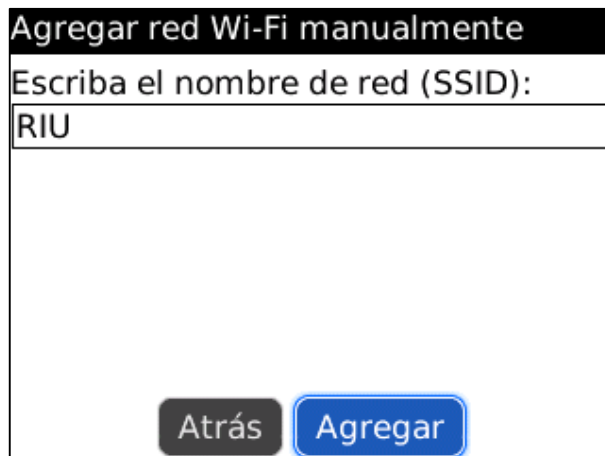 Agregar red Wi-Fi manualmente
Escriba el nombre de red (SSID):
RIU
Atrás Agregar